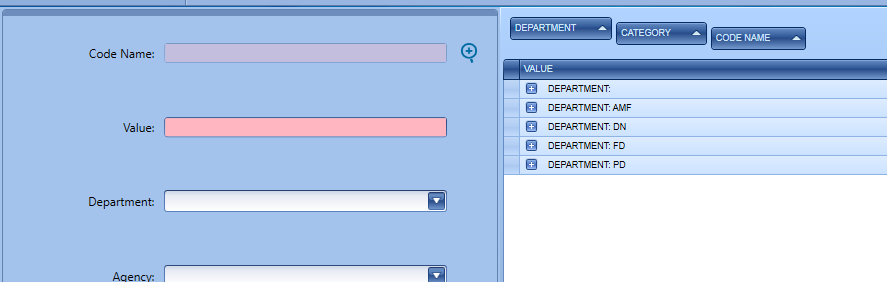 Code Name:
Value:
Department:
Agency:
DEPARTMENT
CATEGORY
CODE NAME
VALUE
DEPARTMENT:
DEPARTMENT: AMF
DEPARTMENT: DN
DEPARTMENT: FD
DEPARTMENT: PD